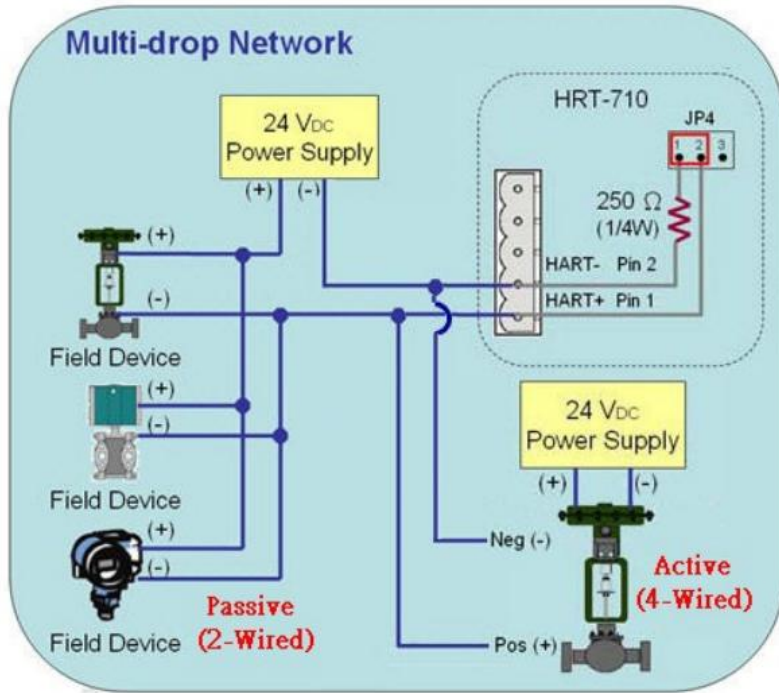 Multi-drop Network
24 VDC
Power Supply
(+) (-)
HRT-710
JP4
1 2 3
250 Ω
(1/4W)
HART- Pin 2
HART+ Pin 1
(+)
(-)
Field Device
(+)
(-)
Field Device
(+)
(-)
Field Device
Passive
(2-Wired)
24 VDC
Power Supply
(+) (-)
Neg (-)
Active
(4-Wired)
Pos (+)